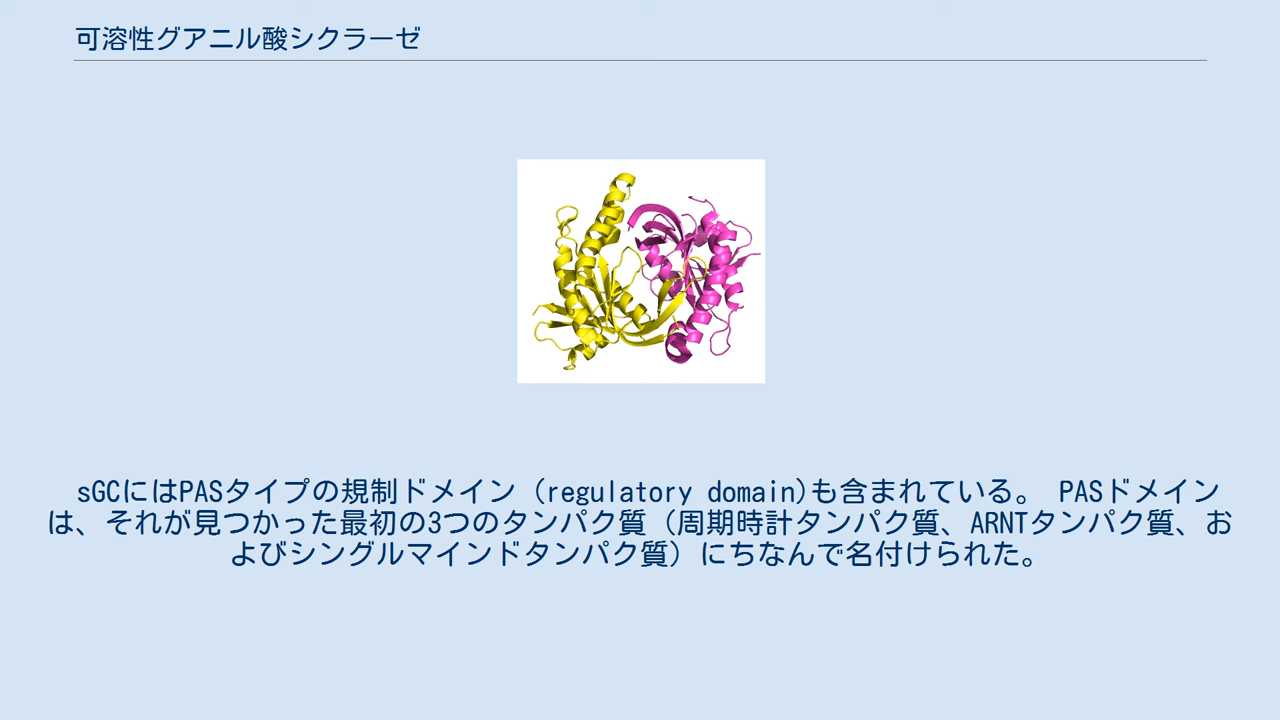 可溶性グアニル酸シクラーゼ
sGCにはPASタイプの規制ドメイン（regulatory domain)も含まれている。 PASドメイン
は、それが見つかった最初の3つのタンパク質（周期時計タンパク質、ARNTタンパク質、お
よびシングルマインドタンパク質）にちなんで名付けられた。